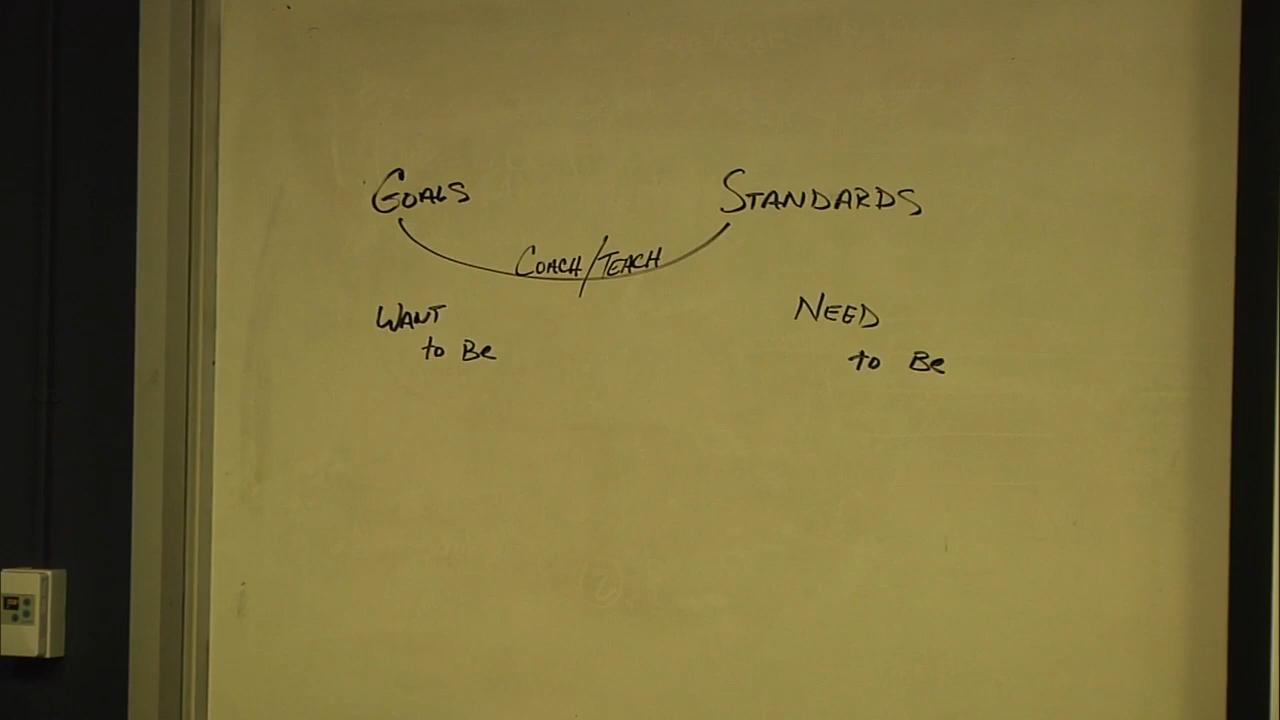 GOALS
STANDARDS
COACH/TEACH
WANT
to Be
NEED
to Be